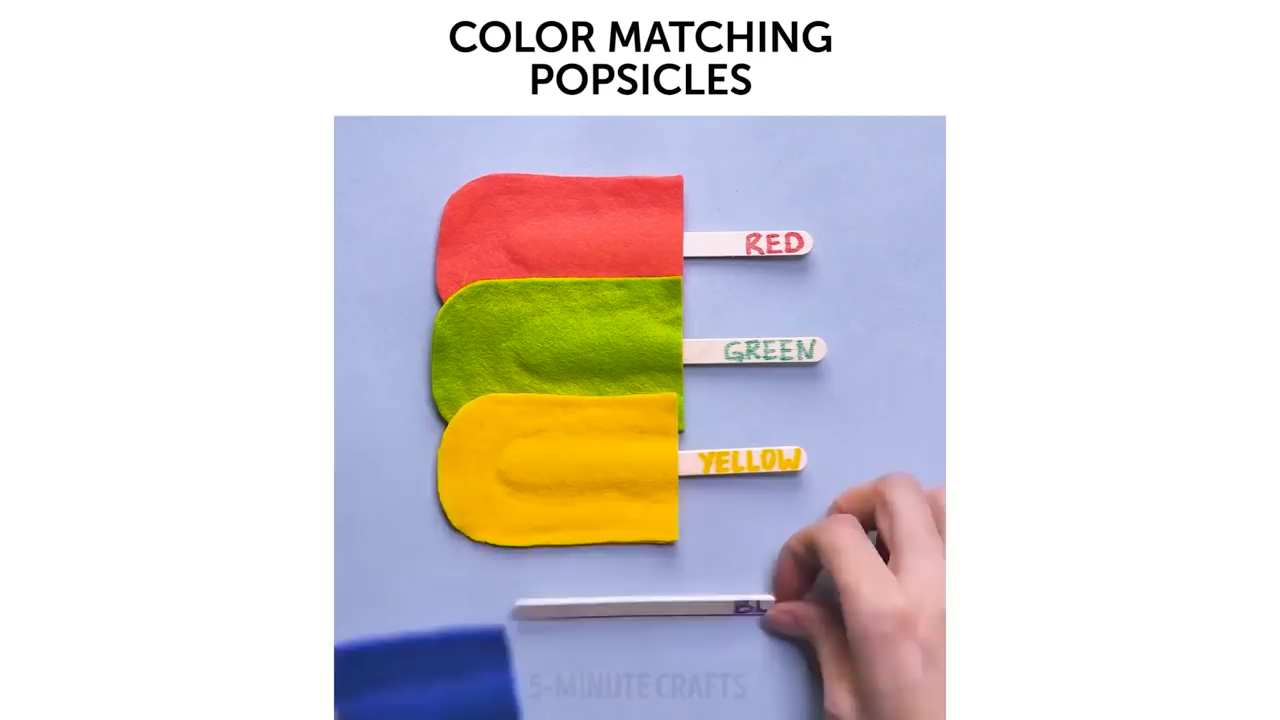 COLOR MATCHING
POPSICLES
RED
GREEN
YELLOW
5-MINUTE CRAFTS